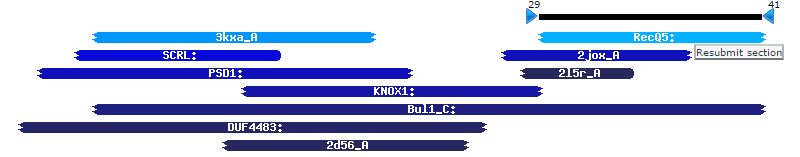 29 41
3kxa_A RecQ5:
SCRL: 2jox_A Resubmit section
PSD1: 2l5r_A
KNOX1:
Bul1_C:
DUF4483:
2d56_A